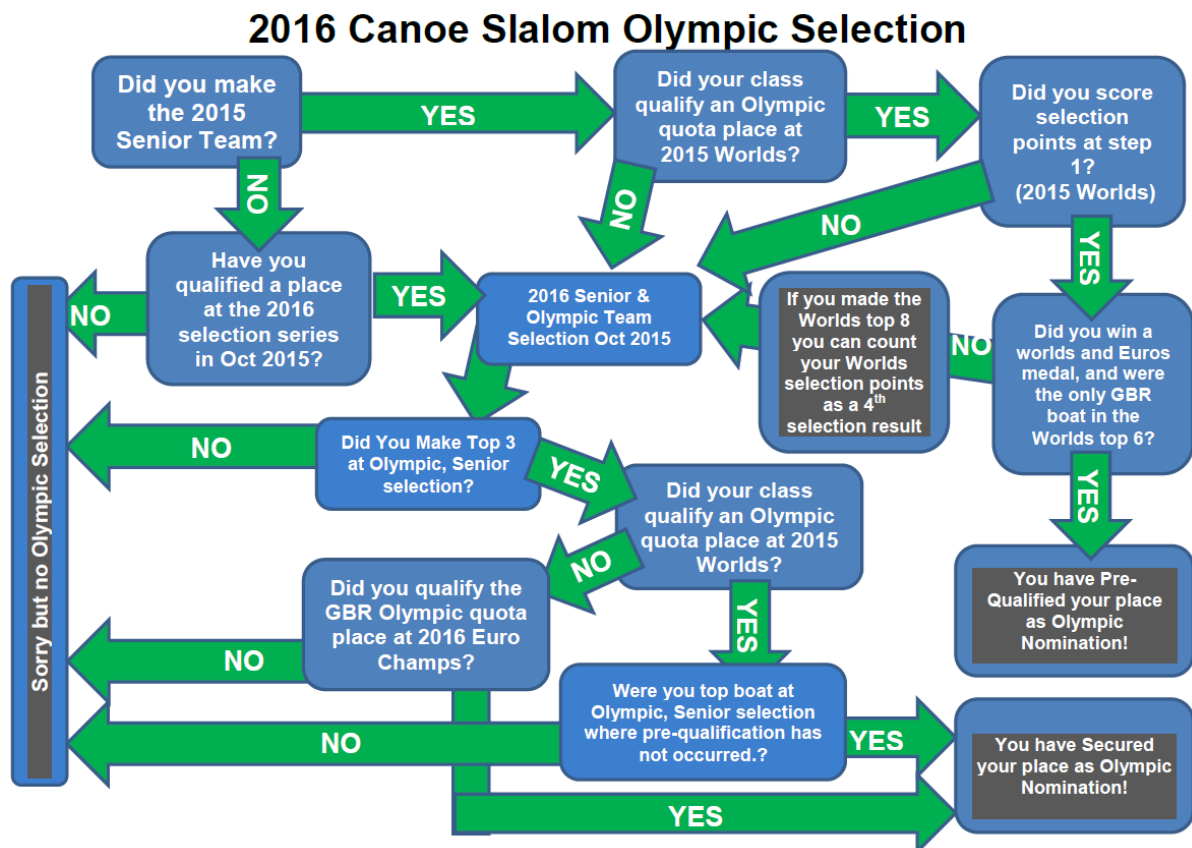 2016 Canoe Slalom Olympic Selection
Did you make
the 2015
Senior Team?
YES
Did your class
qualify an Olympic
quota place at
2015 Worlds?
YES
Did you score
selection
points at step
1?
(2015 Worlds)
NO
NO
NO
YES
Have you
qualified a place
at the 2016
selection series
in Oct 2015?
NO
YES
2016 Senior &
Olympic Team
Selection Oct 2015
If you made the
Worlds top 8
you can count
your Worlds
selection points
as a 4th
selection result
NO
Did you win a
worlds and Euros
medal, and were
the only GBR
boat in the
Worlds top 6?
YES
Sorry but no Olympic Selection
NO
Did You Make Top 3
at Olympic, Senior
selection?
YES
Did your class
qualify an Olympic
quota place at 2015
Worlds?
NO
YES
You have Pre-
Qualified your place
as Olympic
Nomination!
Did you qualify the
GBR Olympic quota
place at 2016 Euro
Champs?
NO
Were you top boat at
Olympic, Senior selection
where pre-qualification has
not occurred.?
NO
YES
You have Secured
your place as Olympic
Nomination!
YES